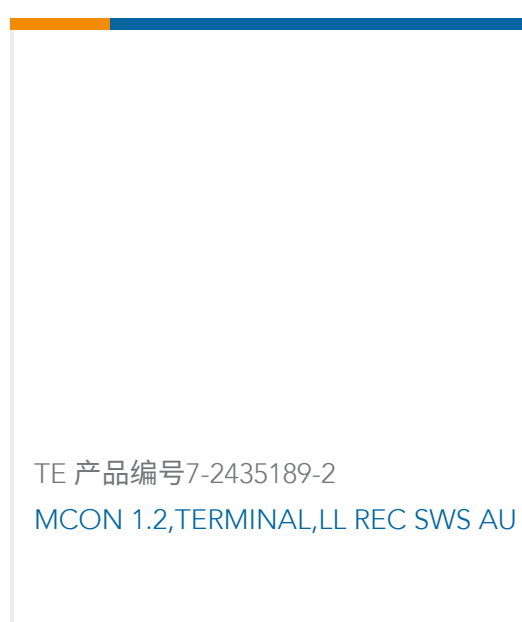 TE 产品编号7-2435189-2
MCON 1.2,TERMINAL,LL REC SWS AU